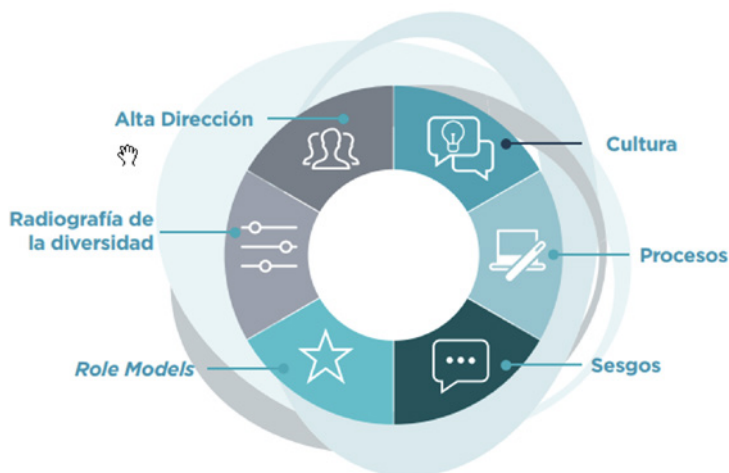 Alta Dirección
Cultura
Radiografía de
la diversidad
Procesos
Role Models
Sesgos